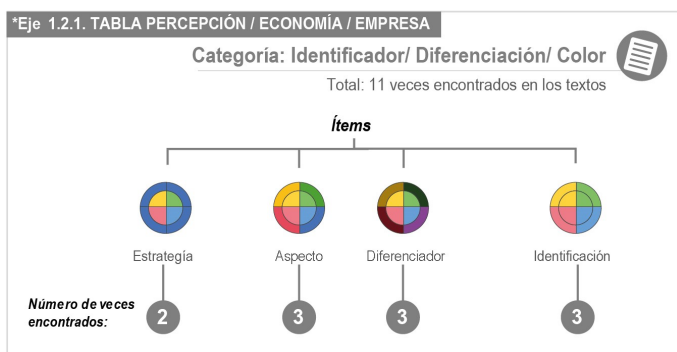 *Eje 1.2.1. TABLA PERCEPCIÓN / ECONOMÍA / EMPRESA
Categoría: Identificador/ Diferenciación/ Color
Total: 11 veces encontrados en los textos
Ítems
Estrategía Aspecto Diferenciador Identificación
Número de veces
encontrados:
2 3 3 3